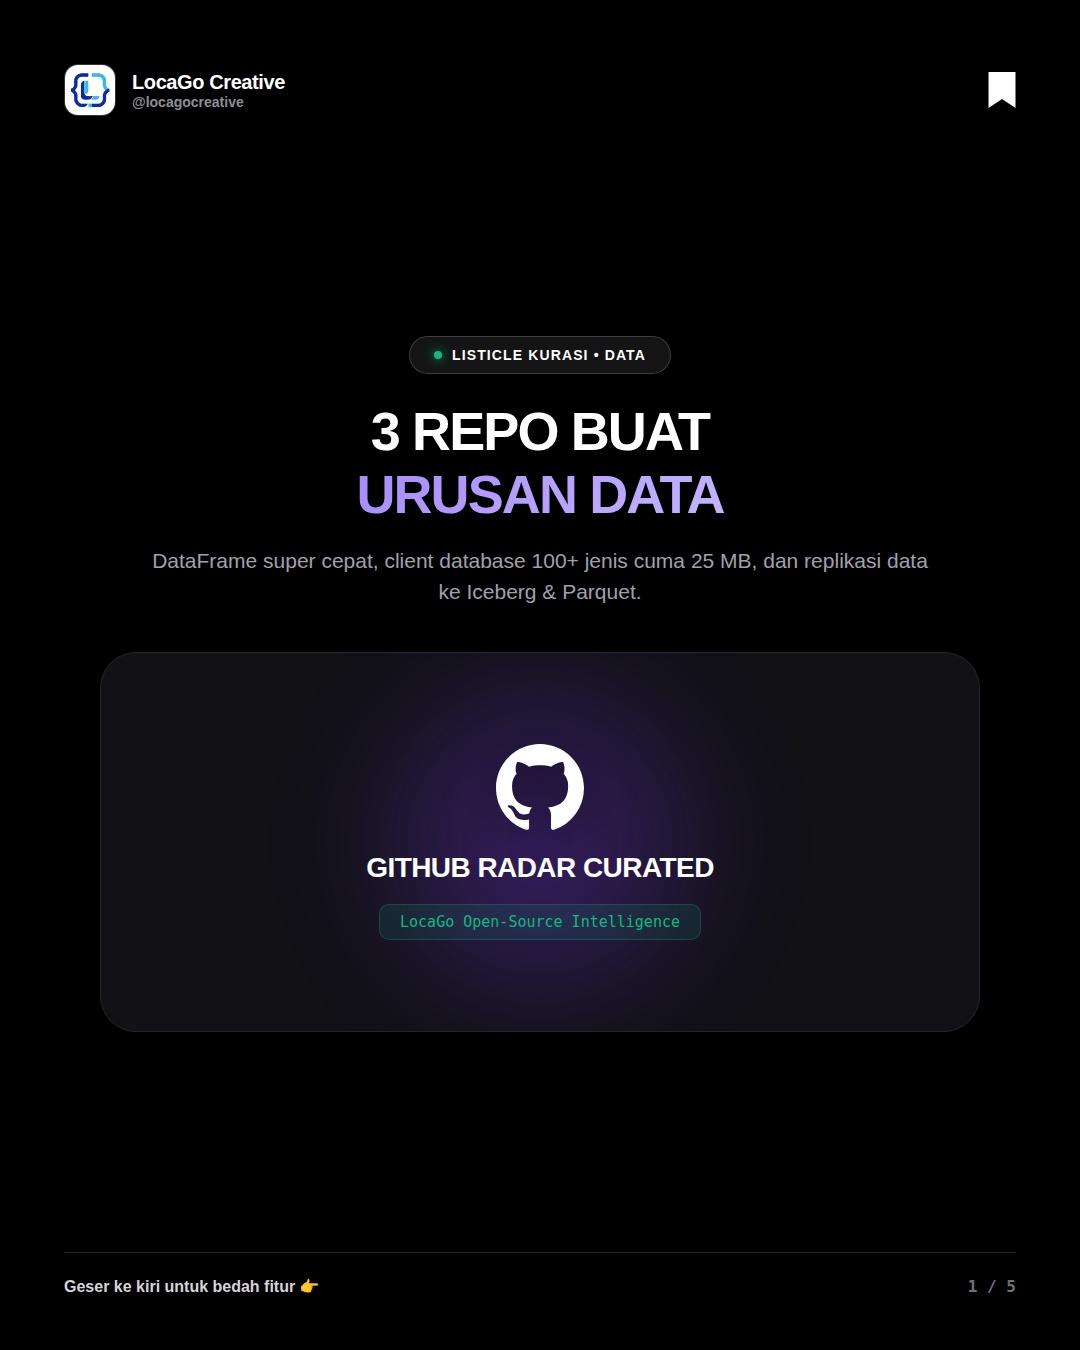 LocaGo Creative
@locagocreative
LISTICLE KURASI • DATA
3 REPO BUAT
URUSAN DATA
DataFrame super cepat, client database 100+ jenis cuma 25 MB, dan replikasi data
ke Iceberg & Parquet.
GITHUB RADAR CURATED
LocaGo Open-Source Intelligence
Geser ke kiri untuk bedah fitur 👉
1 / 5